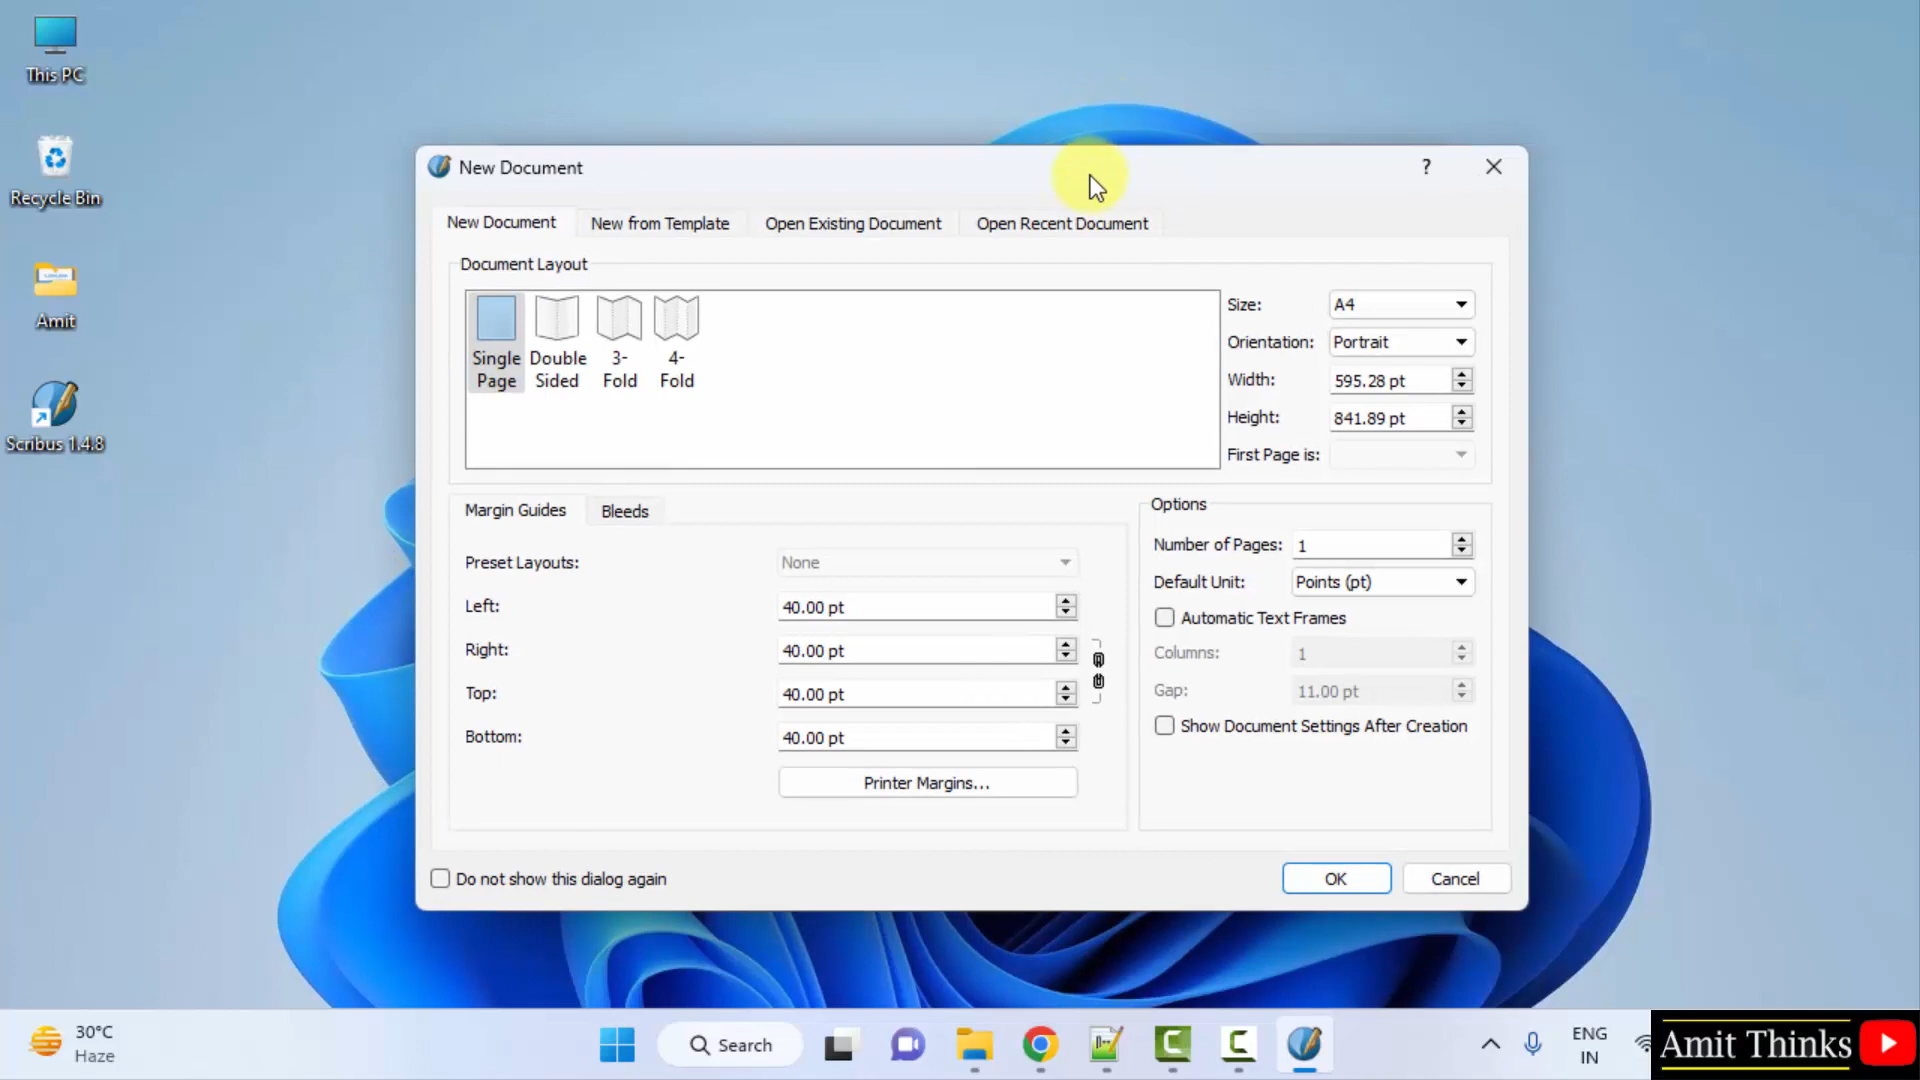 This PC
Recycle Bin
Amit
Scribus 1.4.8
New Document
?
New Document
New from Template
Open Existing Document
Open Recent Document
Document Layout
Single Page
Double Sided
3-Fold
4-Fold
Size: A4
Orientation: Portrait
Width: 595.28 pt
Height: 841.89 pt
First Page is:
Margin Guides
Bleeds
Preset Layouts: None
Left: 40.00 pt
Right: 40.00 pt
Top: 40.00 pt
Bottom: 40.00 pt
Printer Margins...
Options
Number of Pages: 1
Default Unit: Points (pt)
Automatic Text Frames
Columns: 1
Gap: 11.00 pt
Show Document Settings After Creation
Do not show this dialog again
OK
Cancel
30°C
Haze
Search
ENG
IN
Amit Thinks